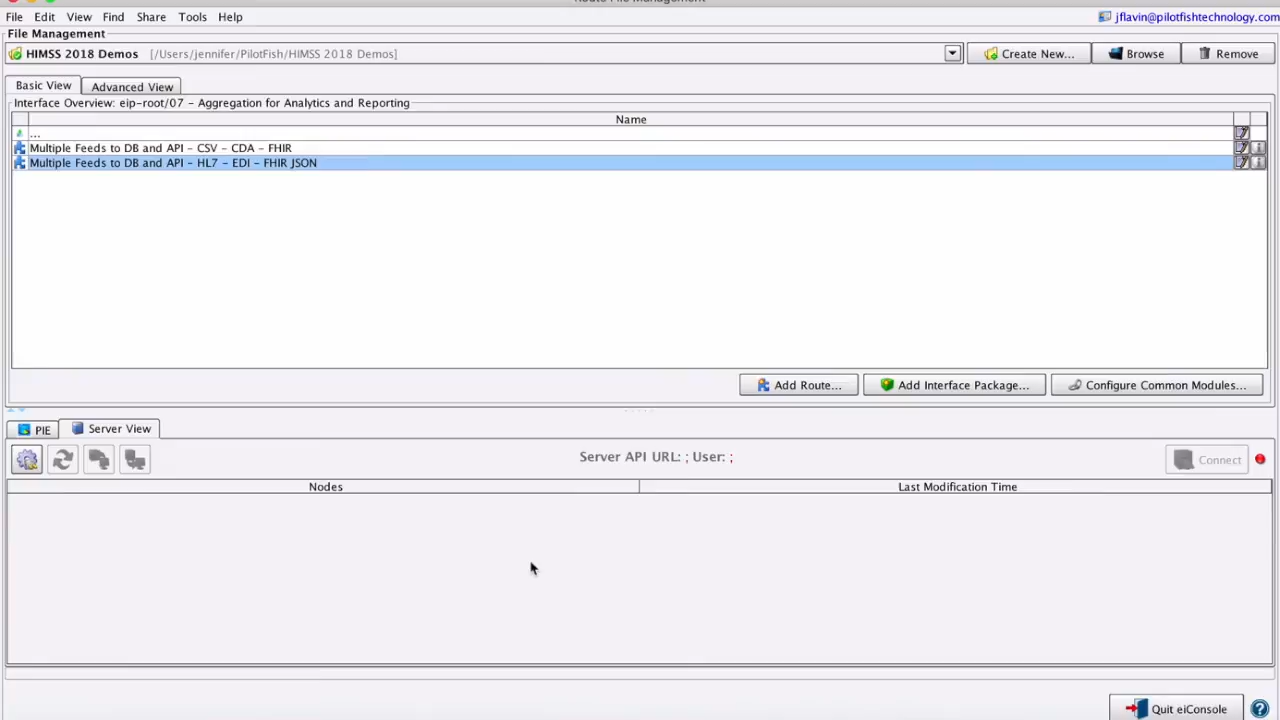 Route File Management
File Edit View Find Share Tools Help jflavin@pilotfishtechnology.com
File Management
HIMSS 2018 Demos [/Users/jennifer/PilotFish/HIMSS 2018 Demos] Create New... Browse Remove
Basic View Advanced View
Interface Overview: eip-root/07 - Aggregation for Analytics and Reporting
Name
...
Multiple Feeds to DB and API - CSV - CDA - FHIR
Multiple Feeds to DB and API - HL7 - EDI - FHIR JSON
Add Route... Add Interface Package... Configure Common Modules...
PIE Server View
Server API URL: ; User: ; Connect
Nodes Last Modification Time
Quit eiConsole ?